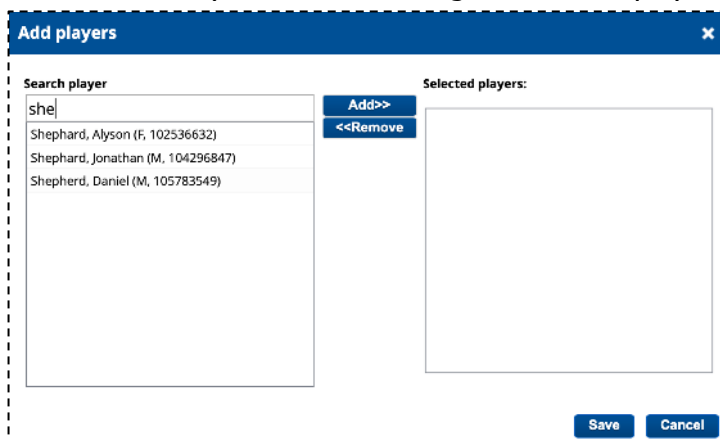 Add players ×
Search player
she
Shephard, Alyson (F, 102536632)
Shephard, Jonathan (M, 104296847)
Shepherd, Daniel (M, 105783549)
Add>>
<<Remove
Selected players:
Save Cancel